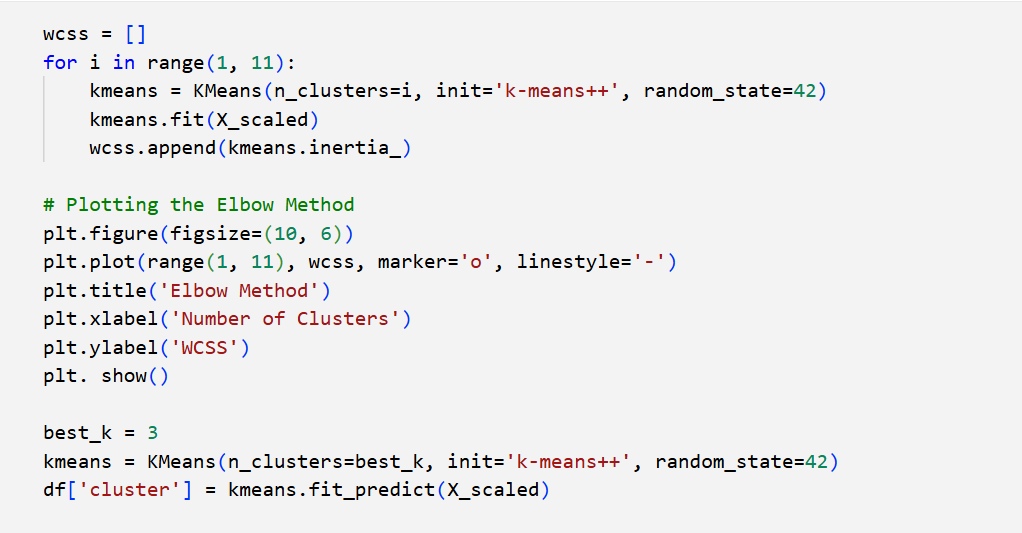 wcss = []
for i in range(1, 11):
    kmeans = KMeans(n_clusters=i, init='k-means++', random_state=42)
    kmeans.fit(X_scaled)
    wcss.append(kmeans.inertia_)

# Plotting the Elbow Method
plt.figure(figsize=(10, 6))
plt.plot(range(1, 11), wcss, marker='o', linestyle='-')
plt.title('Elbow Method')
plt.xlabel('Number of Clusters')
plt.ylabel('WCSS')
plt. show()

best_k = 3
kmeans = KMeans(n_clusters=best_k, init='k-means++', random_state=42)
df['cluster'] = kmeans.fit_predict(X_scaled)